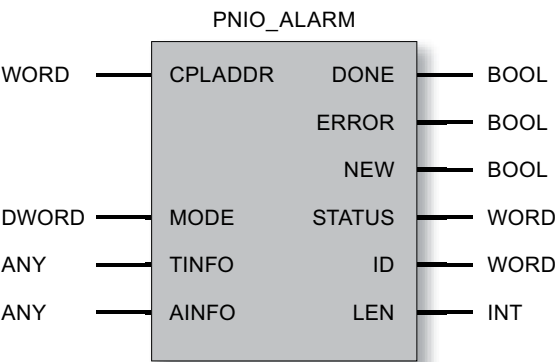 PNIO_ALARM
WORD CPLADDR DONE BOOL
ERROR BOOL
NEW BOOL
DWORD MODE STATUS WORD
ANY TINFO ID WORD
ANY AINFO LEN INT